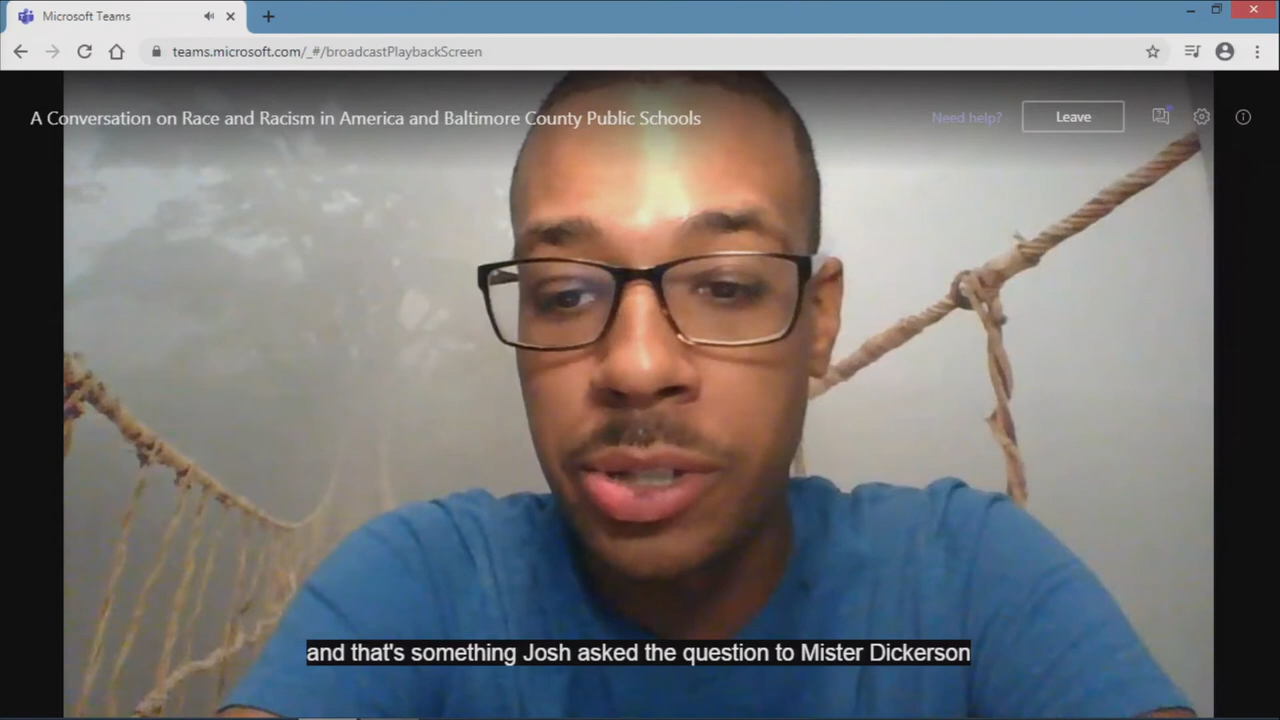 Microsoft Teams
teams.microsoft.com/_#/broadcastPlaybackScreen
A Conversation on Race and Racism in America and Baltimore County Public Schools
Need help?
Leave
and that's something Josh asked the question to Mister Dickerson